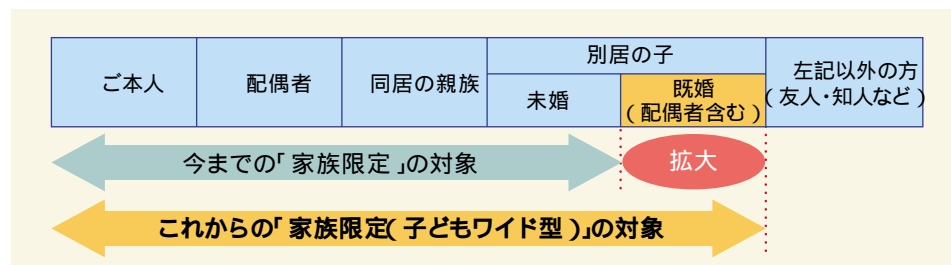 ご本人
配偶者
同居の親族
別居の子
未婚
既婚
(配偶者含む)
左記以外の方
(友人・知人など)
今までの「家族限定」の対象
拡大
これからの「家族限定(子どもワイド型)」の対象